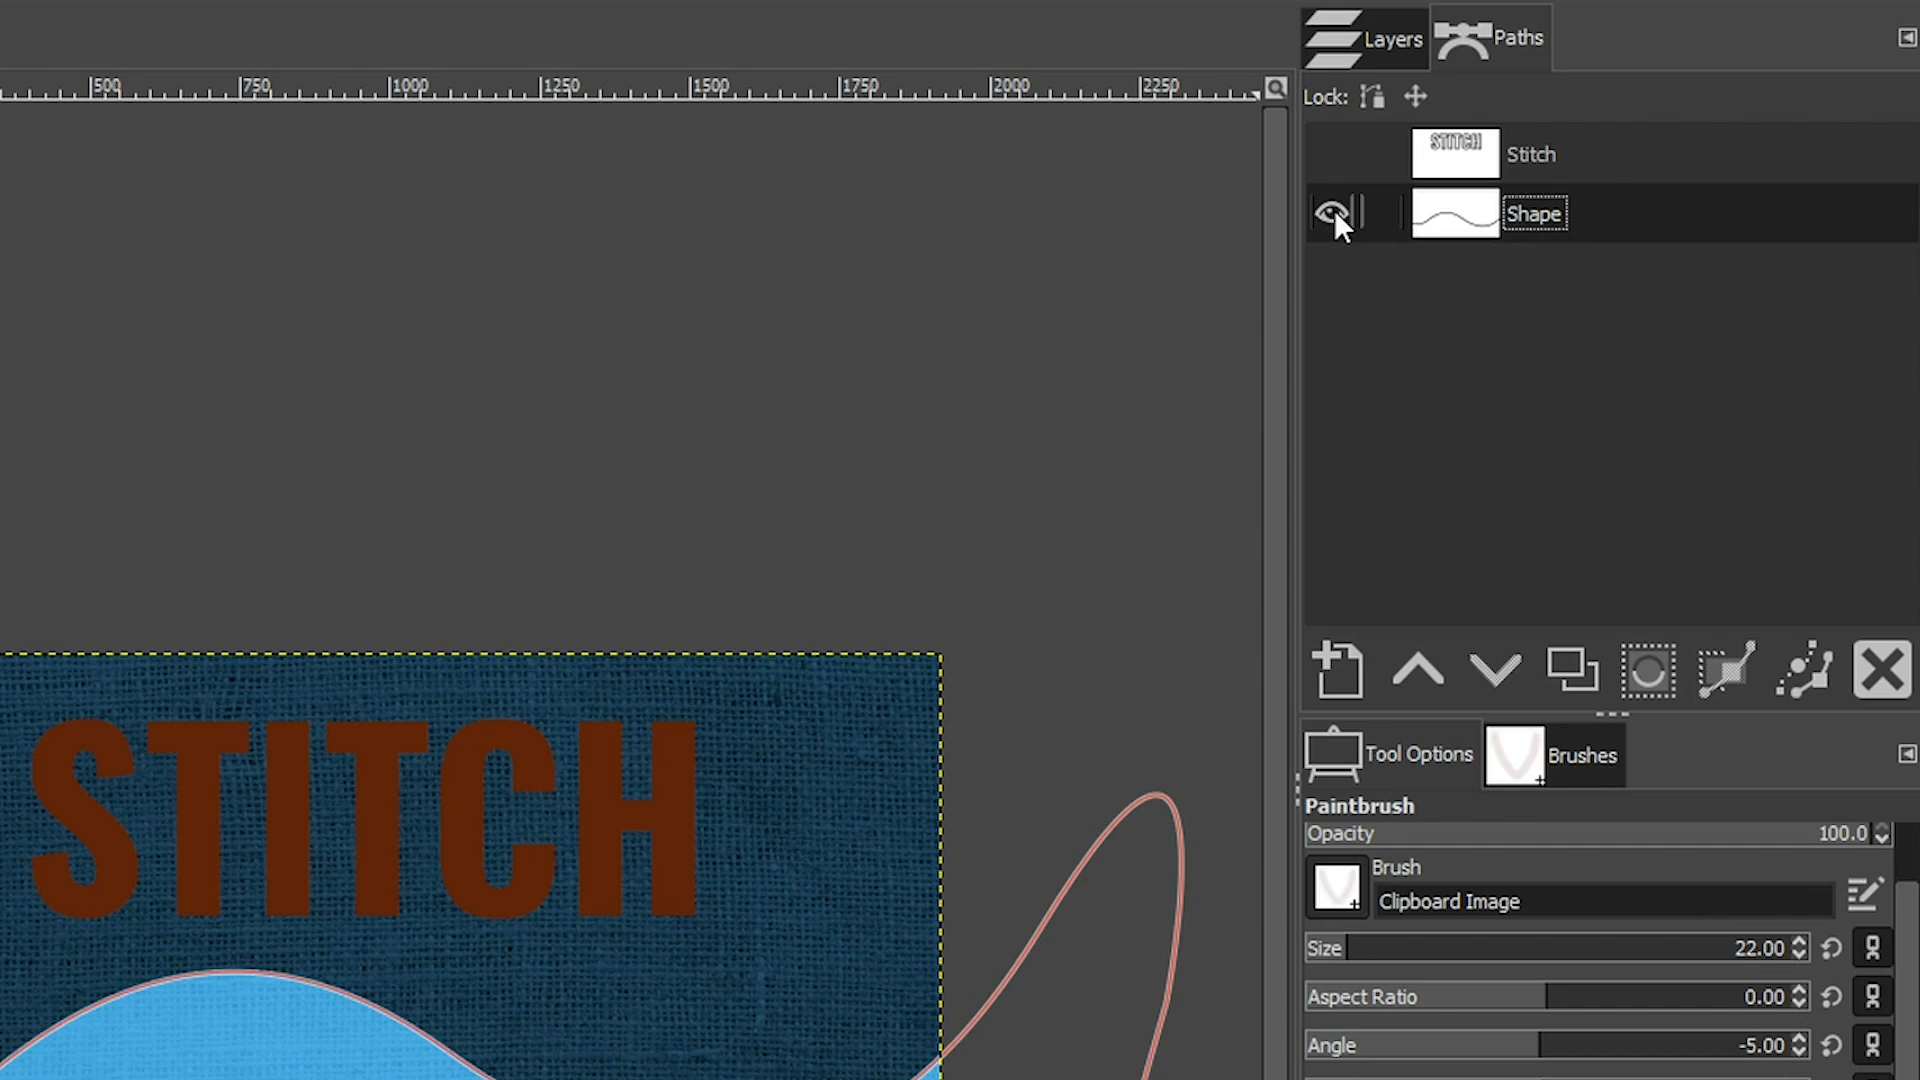 Layers Paths
500 750 1000 1250 1500 1750 2000 2250
Lock:
STITCH Stitch
Shape
STITCH
Tool Options Brushes
Paintbrush
Opacity 100.0
Brush
Clipboard Image
Size 22.00
Aspect Ratio 0.00
Angle -5.00